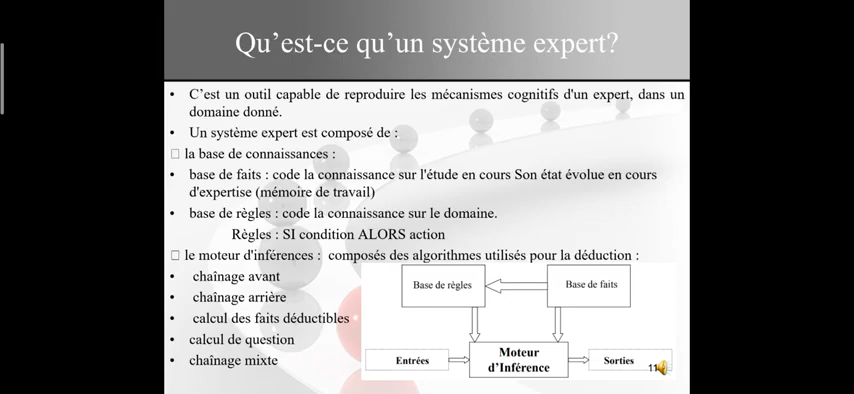 Qu'est-ce qu'un système expert?
• C'est un outil capable de reproduire les mécanismes cognitifs d'un expert, dans un
domaine donné.
• Un système expert est composé de :
□ la base de connaissances :
• base de faits : code la connaissance sur l'étude en cours Son état évolue en cours
d'expertise (mémoire de travail)
• base de règles : code la connaissance sur le domaine.
Règles : SI condition ALORS action
□ le moteur d'inférences : composés des algorithmes utilisés pour la déduction :
• chaînage avant
• chaînage arrière
• calcul des faits déductibles
• calcul de question
• chaînage mixte
Base de règles
Base de faits
Entrées
Moteur
d'Inférence
Sorties
11